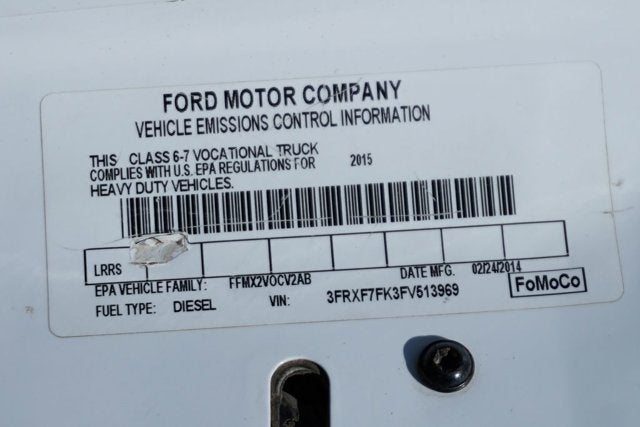 FORD MOTOR COMPANY
VEHICLE EMISSIONS CONTROL INFORMATION
THIS CLASS 6-7 VOCATIONAL TRUCK
COMPLIES WITH U.S. EPA REGULATIONS FOR 2015
HEAVY DUTY VEHICLES.
LRRS
EPA VEHICLE FAMILY: FFMX2VOCV2AB DATE MFG. 02/24/2014
FUEL TYPE: DIESEL VIN: 3FRXF7FK3FV513969 FoMoCo